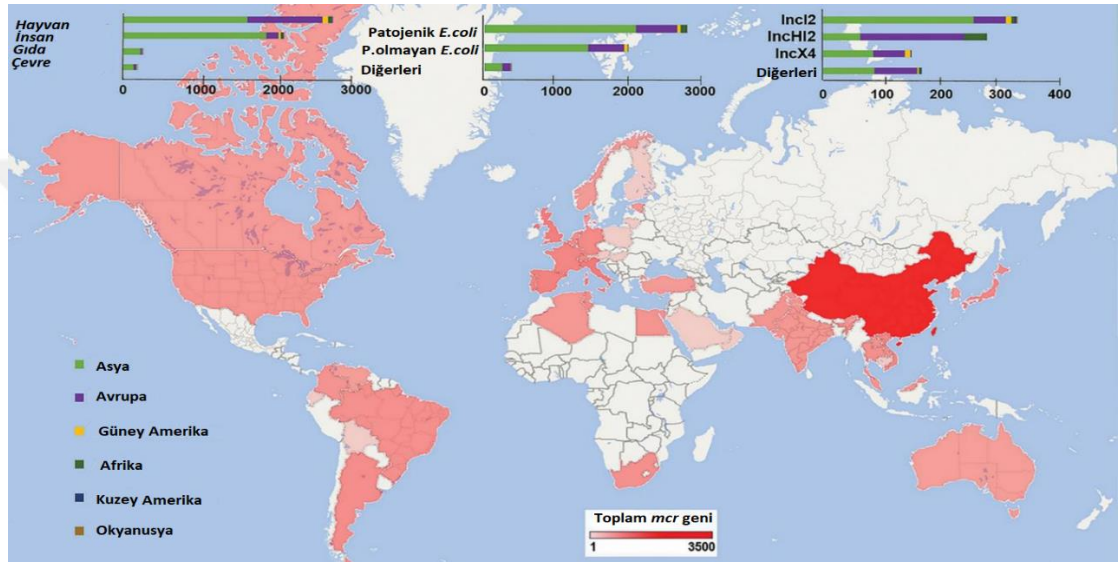 Hayvan
İnsan
Gıda
Çevre
0 1000 2000 3000
Patojenik E.coli
P.olmayan E.coli
Diğerleri
0 1000 2000 3000
IncI2
IncHI2
IncX4
Diğerleri
0 100 200 300 400
Asya
Avrupa
Güney Amerika
Afrika
Kuzey Amerika
Okyanusya
Toplam mcr geni
1 3500